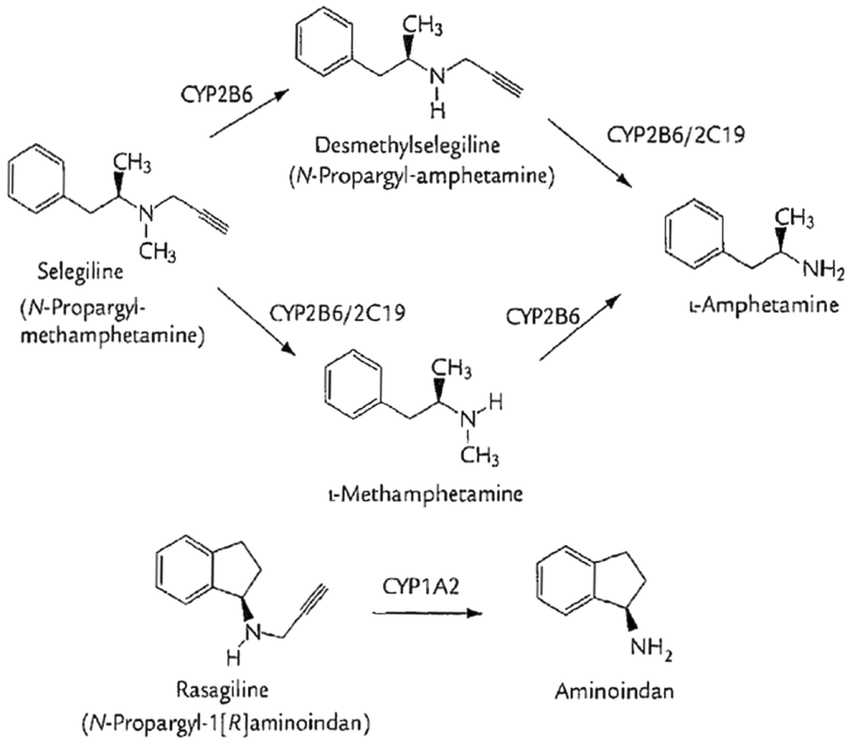 CH₃
N
H
CYP2B6
Desmethylselegiline
(N-Propargyl-amphetamine)
CYP2B6/2C19
CH₃
N
CH₃
Selegiline
(N-Propargyl-
methamphetamine)
CH₃
NH₂
L-Amphetamine
CYP2B6/2C19
CYP2B6
CH₃
N
H
CH₃
L-Methamphetamine
N
H
CYP1A2
NH₂
Rasagiline
(N-Propargyl-1[R]aminoindan)
Aminoindan